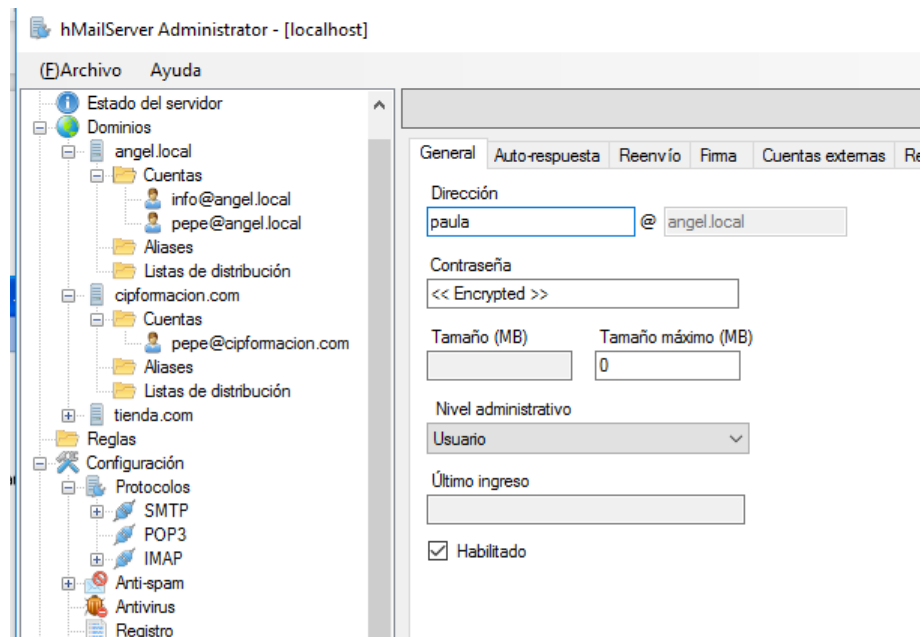 hMailServer Administrator - [localhost]
(F)Archivo Ayuda
Estado del servidor
Dominios
angel.local
Cuentas
info@angel.local
pepe@angel.local
Aliases
Listas de distribución
cipformacion.com
Cuentas
pepe@cipformacion.com
Aliases
Listas de distribución
tienda.com
Reglas
Configuración
Protocolos
SMTP
POP3
IMAP
Anti-spam
Antivirus
Registro
General Auto-respuesta Reenvío Firma Cuentas externas Re
Dirección
paula @ angel.local
Contraseña
<< Encrypted >>
Tamaño (MB) Tamaño máximo (MB)
0
Nivel administrativo
Usuario
Último ingreso
Habilitado